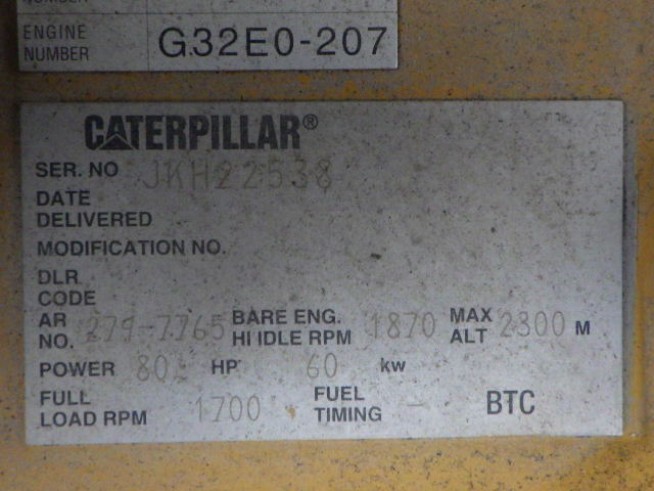 NUMBER
ENGINE NUMBER G32E0-207
CATERPILLAR®
SER. NO JKH22538
DATE DELIVERED
MODIFICATION NO.
DLR CODE
AR NO. 279-7765 BARE ENG. HI IDLE RPM 1870 MAX ALT 2300 M
POWER 80 HP 60 kw
FULL LOAD RPM 1700 FUEL TIMING - BTC